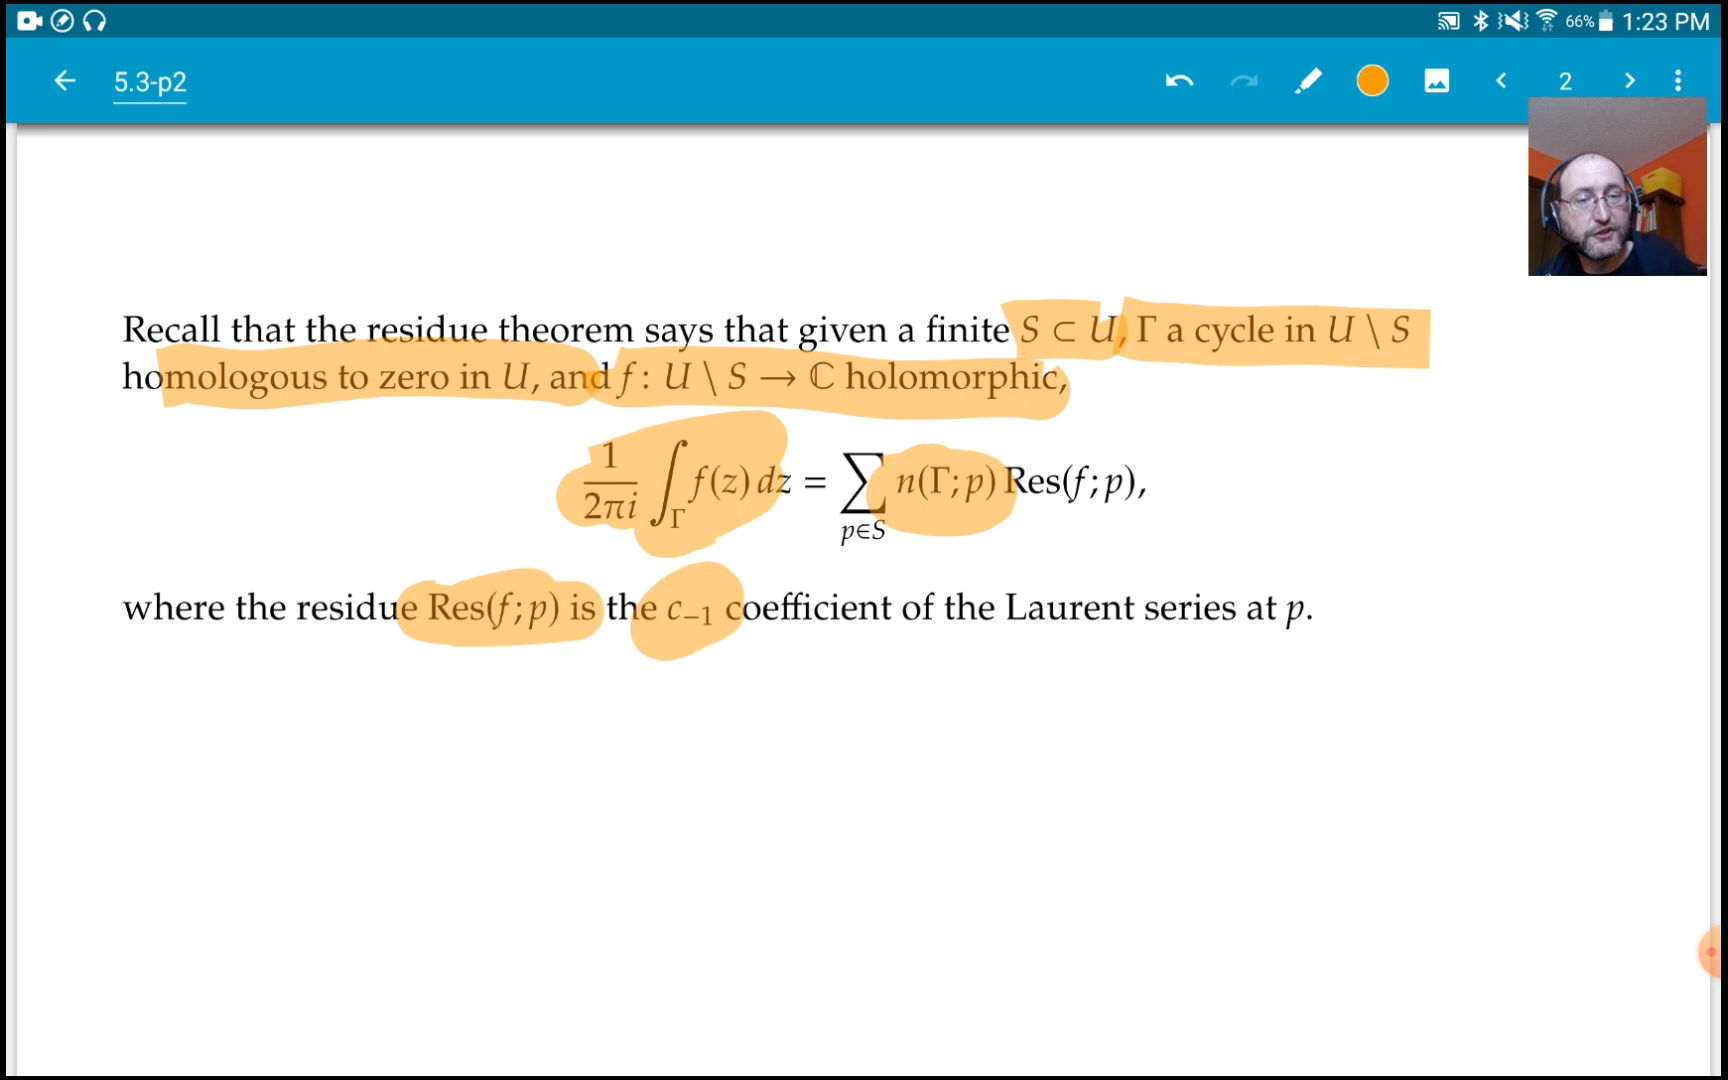 66% 1:23 PM
5.3-p2 2
Recall that the residue theorem says that given a finite S ⊂ U, Γ a cycle in U \ S
homologous to zero in U, and f : U \ S → ℂ holomorphic,
1/2πi ∫_Γ f(z) dz = ∑_{p∈S} n(Γ; p) Res(f; p),
where the residue Res(f; p) is the c₋₁ coefficient of the Laurent series at p.